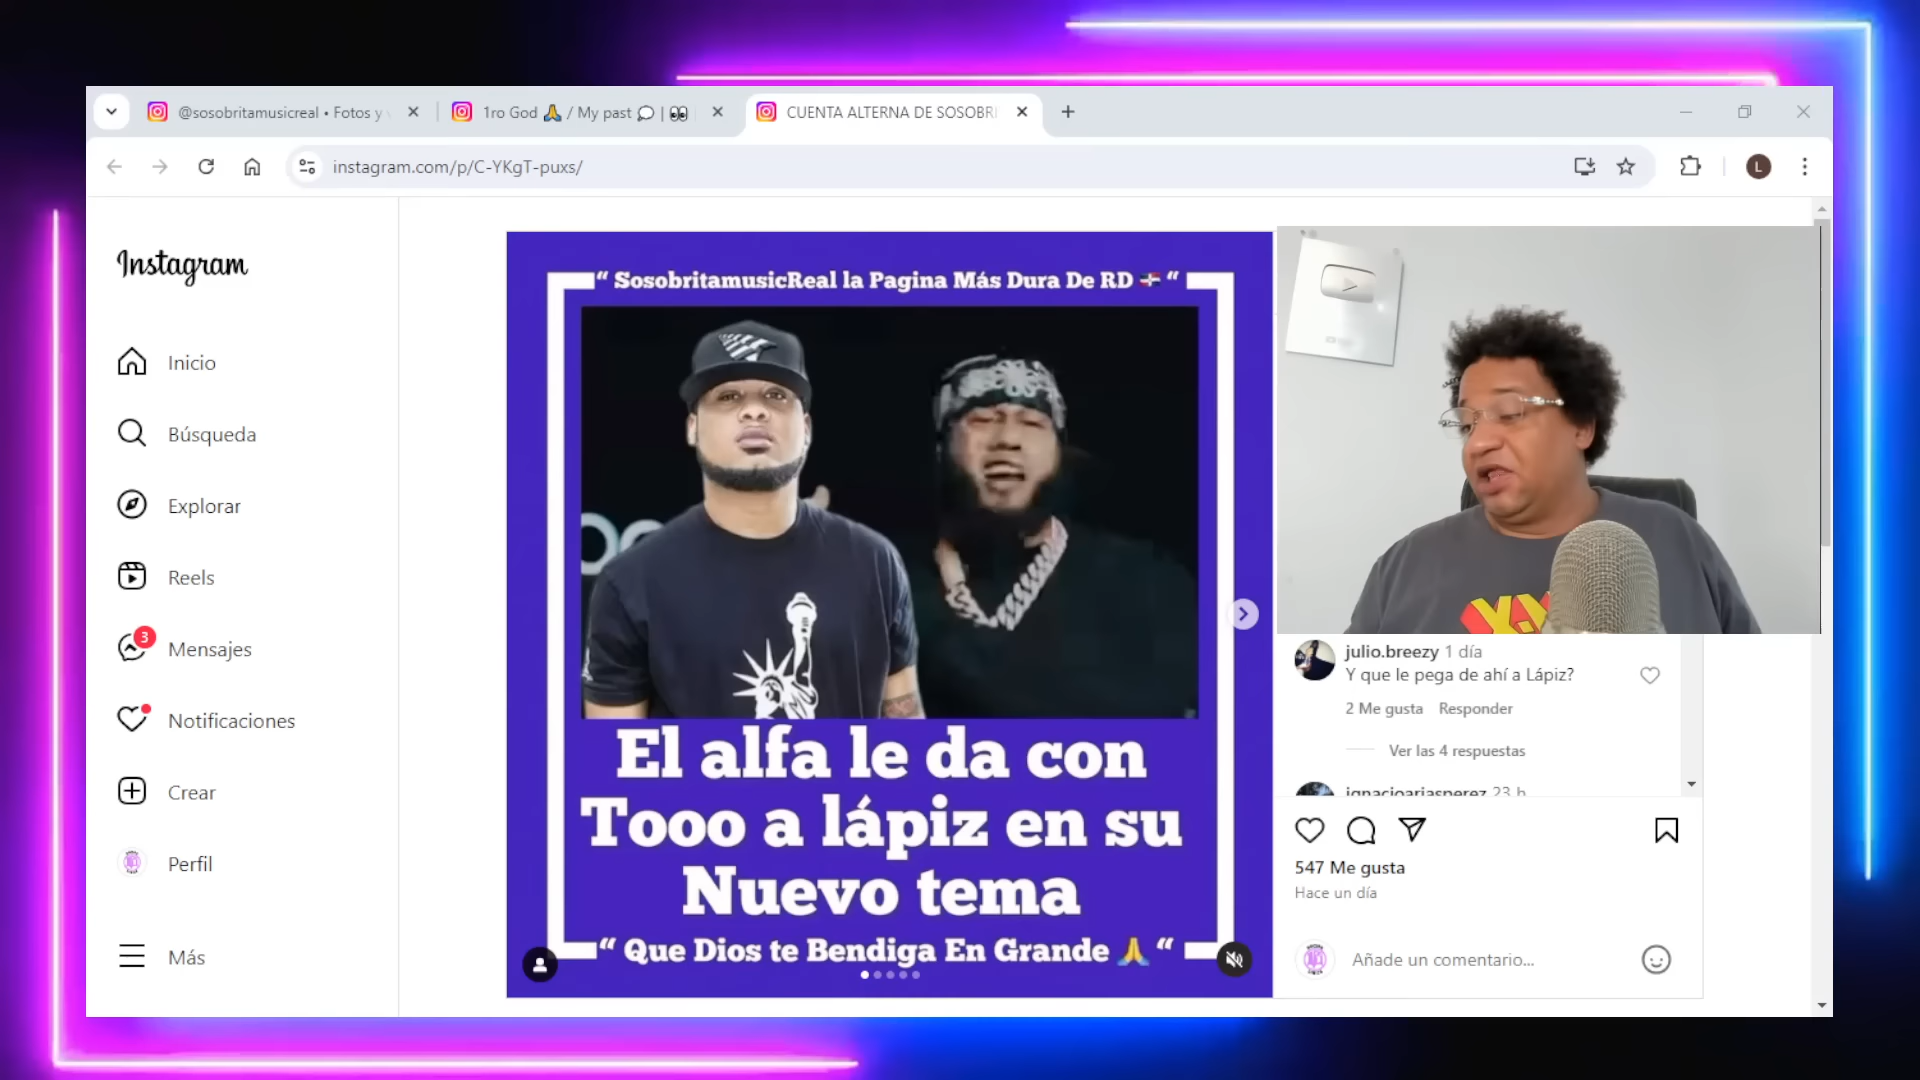 @sosobritamusicreal • Fotos y v
1ro God 🙏 / My past 💬 | 👀
CUENTA ALTERNA DE SOSOBRI
instagram.com/p/C-YKgT-puxs/
L
Instagram
Inicio
Búsqueda
Explorar
Reels
3
Mensajes
Notificaciones
Crear
Perfil
Más
“ SosobritamusicReal la Pagina Más Dura De RD 🇩🇴 “
El alfa le da con
Tooo a lápiz en su
Nuevo tema
“ Que Dios te Bendiga En Grande 🙏 “
julio.breezy 1 día
Y que le pega de ahí a Lápiz?
2 Me gusta Responder
Ver las 4 respuestas
ignacioariasperez 23 h
547 Me gusta
Hace un día
Añade un comentario...